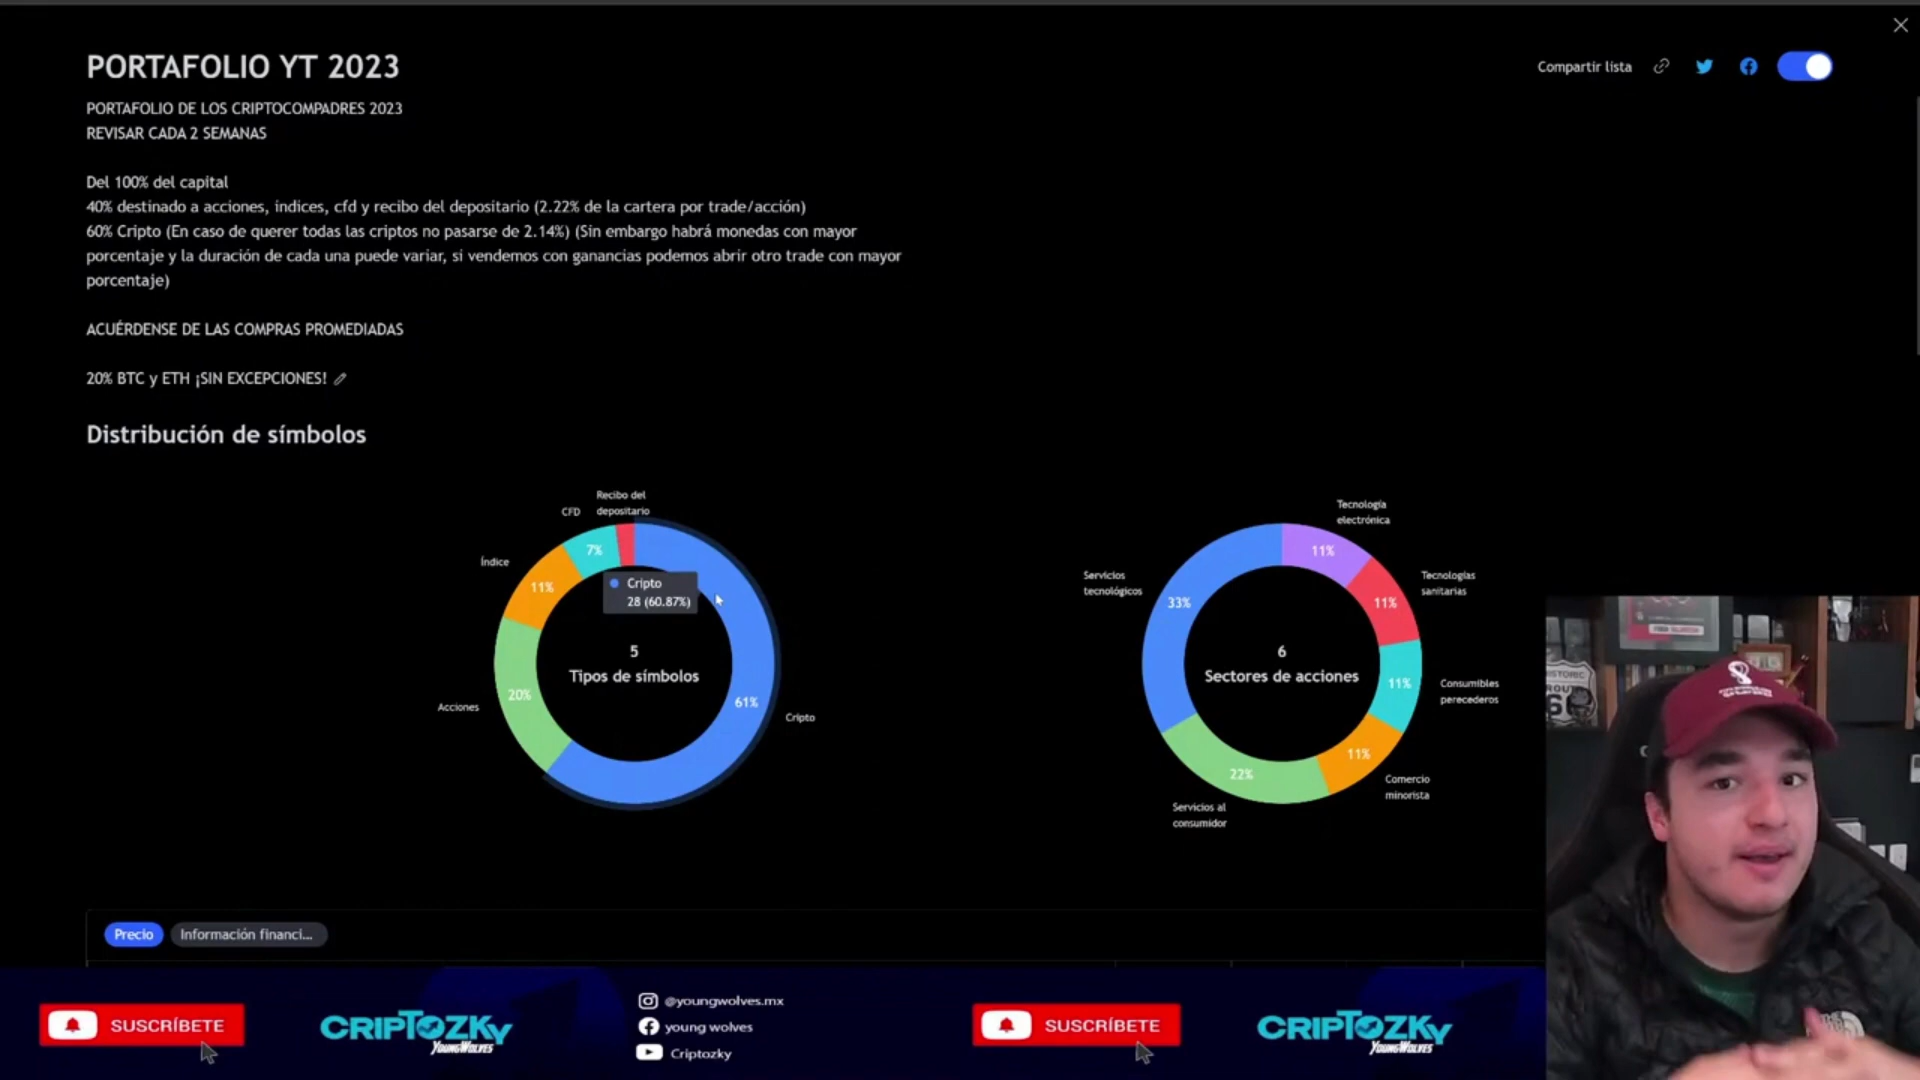 PORTAFOLIO YT 2023
Compartir lista
PORTAFOLIO DE LOS CRIPTOCOMPADRES 2023
REVISAR CADA 2 SEMANAS
Del 100% del capital
40% destinado a acciones, indices, cfd y recibo del depositario (2.22% de la cartera por trade/acción)
60% Cripto (En caso de querer todas las criptos no pasarse de 2.14%) (Sin embargo habrá monedas con mayor
porcentaje y la duración de cada una puede variar, si vendemos con ganancias podemos abrir otro trade con mayor
porcentaje)
ACUÉRDENSE DE LAS COMPRAS PROMEDIADAS
20% BTC y ETH ¡SIN EXCEPCIONES!
Distribución de símbolos
Recibo del
depositario
CFD
7%
Índice
11%
Cripto
28 (60.87%)
5
Tipos de símbolos
20%
Acciones
61%
Cripto
Tecnología
electrónica
11%
Servicios
tecnológicos
33%
Tecnologías
sanitarias
11%
6
Sectores de acciones
11%
Consumibles
perecederos
11%
Comercio
minorista
22%
Servicios al
consumidor
Precio
Información financi...
SUSCRÍBETE
CRIPTOZKY
YOUNGWOLVES
@youngwolves.mx
young wolves
Criptozky
SUSCRÍBETE
CRIPTOZKY
YOUNGWOLVES